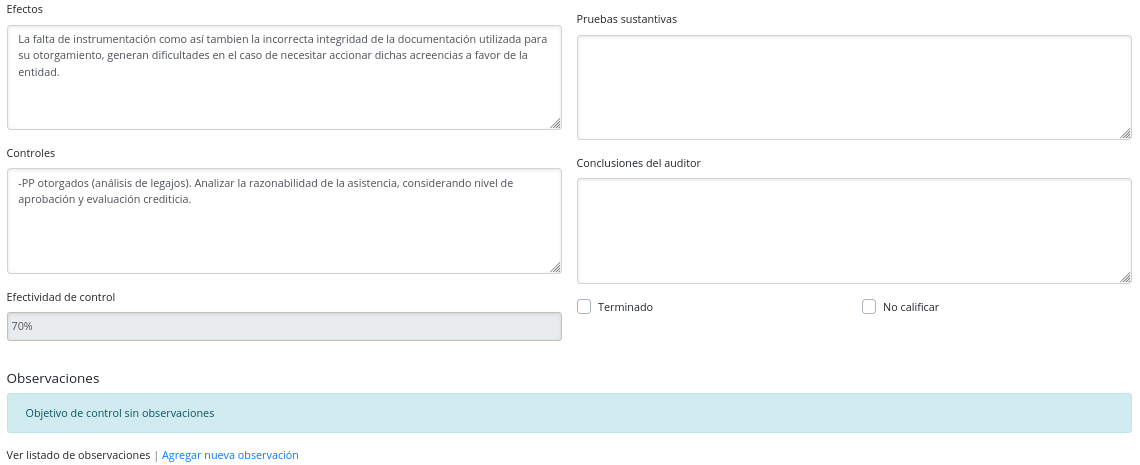 Efectos
La falta de instrumentación como así tambien la incorrecta integridad de la documentación utilizada para
su otorgamiento, generan dificultades en el caso de necesitar accionar dichas acreencias a favor de la
entidad.
Controles
-PP otorgados (análisis de legajos). Analizar la razonabilidad de la asistencia, considerando nivel de
aprobación y evaluación crediticia.
Efectividad de control
70%
Pruebas sustantivas
Conclusiones del auditor
Terminado
No calificar
Observaciones
Objetivo de control sin observaciones
Ver listado de observaciones | Agregar nueva observación